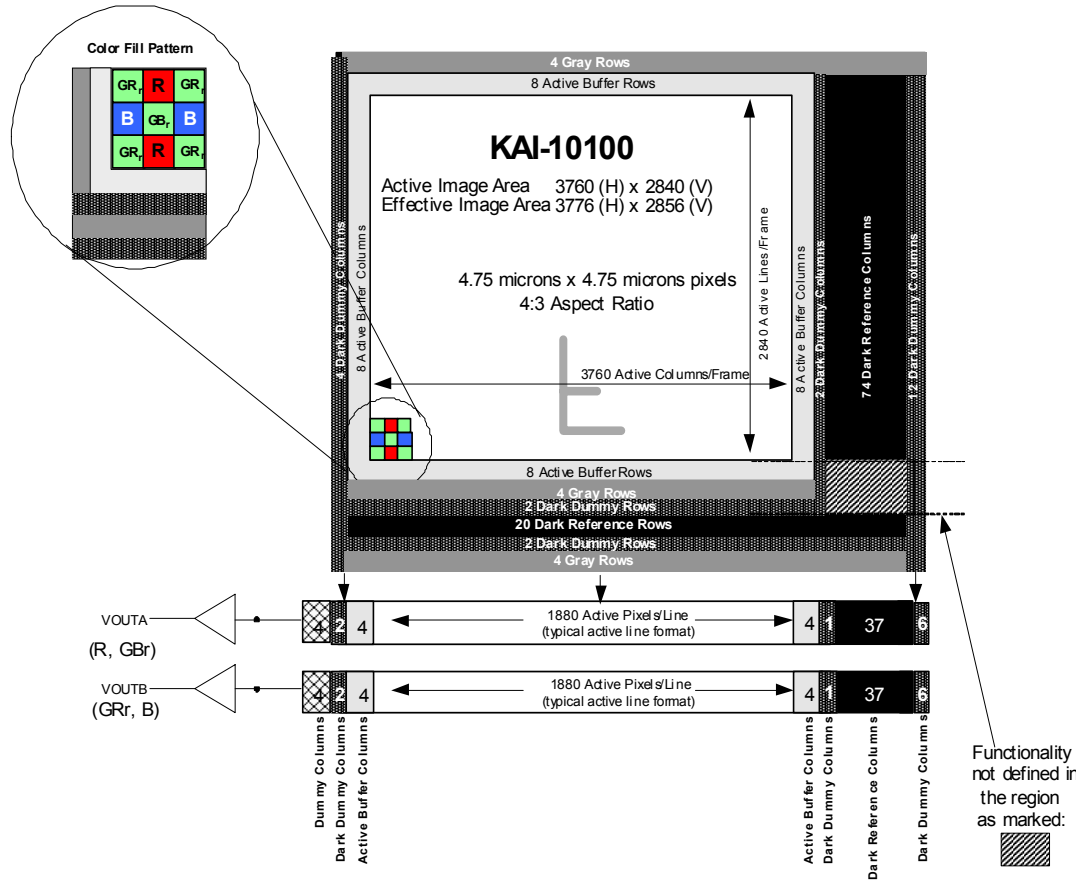 Color Fill Pattern
GRr R GRr
B GBr B
GRr R GRr
4 Gray Rows
8 Active Buffer Rows
KAI-10100
Active Image Area 3760 (H) x 2840 (V)
Effective Image Area 3776 (H) x 2856 (V)
4.75 microns x 4.75 microns pixels
4:3 Aspect Ratio
3760 Active Columns/Frame
4 Dark Dummy Columns
8 Active Buffer Columns
2840 Active Lines/Frame
8 Active Buffer Columns
2 Dark Dummy Columns
74 Dark Reference Columns
12 Dark Dummy Columns
8 Active Buffer Rows
4 Gray Rows
2 Dark Dummy Rows
20 Dark Reference Rows
2 Dark Dummy Rows
4 Gray Rows
VOUTA
(R, GBr)
4 2 4
1880 Active Pixels/Line
(typical active line format)
4 1 37 6
VOUTB
(GRr, B)
4 2 4
1880 Active Pixels/Line
(typical active line format)
4 1 37 6
Dummy Columns
Dark Dummy Columns
Active Buffer Columns
Active Buffer Columns
Dark Dummy Columns
Dark Reference Columns
Dark Dummy Columns
Functionality
not defined in
the region
as marked: